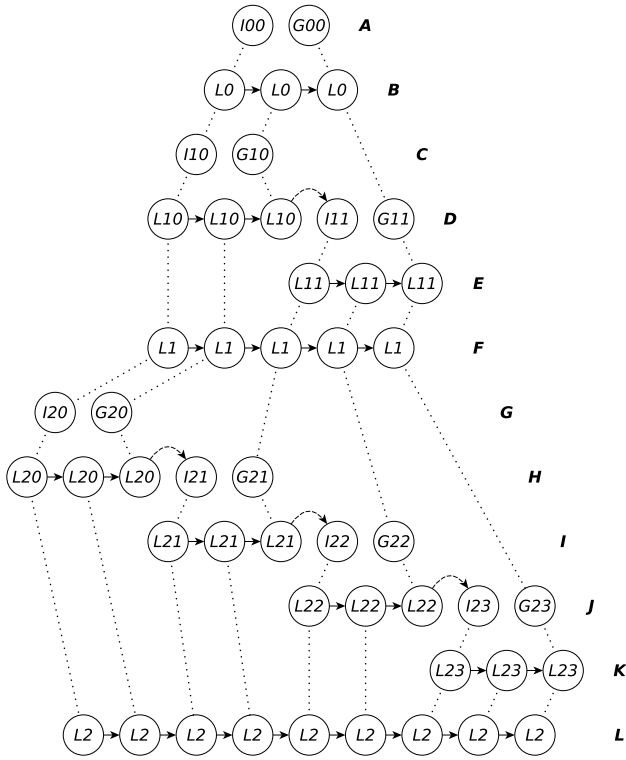 I00 G00 A
L0 L0 L0 B
I10 G10 C
L10 L10 L10 I11 G11 D
L11 L11 L11 E
L1 L1 L1 L1 L1 F
I20 G20 G
L20 L20 L20 I21 G21 H
L21 L21 L21 I22 G22 I
L22 L22 L22 I23 G23 J
L23 L23 L23 K
L2 L2 L2 L2 L2 L2 L2 L2 L2 L